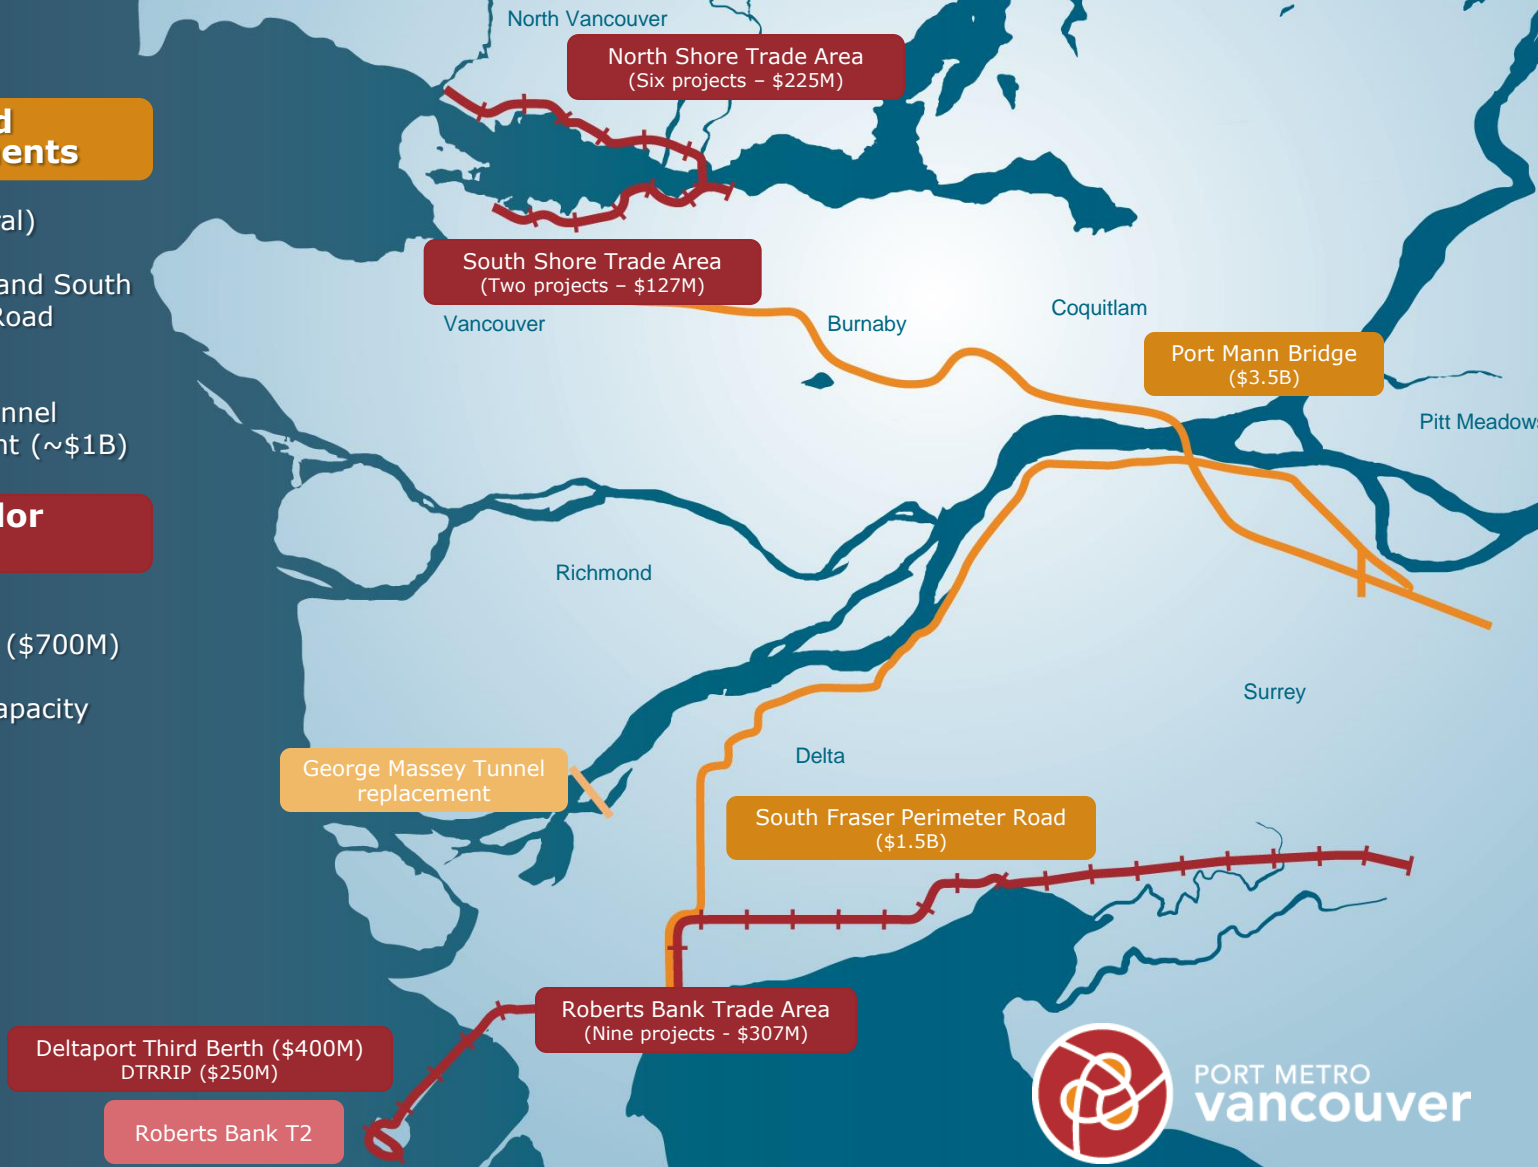 North Vancouver
North Shore Trade Area
(Six projects – $225M)
ents
al)
South Shore Trade Area
(Two projects – $127M)
and South
Road
Vancouver
Burnaby
Coquitlam
Port Mann Bridge
($3.5B)
Pitt Meadows
nnel
nt (~$1B)
Richmond
($700M)
Surrey
apacity
Delta
George Massey Tunnel
replacement
South Fraser Perimeter Road
($1.5B)
Roberts Bank Trade Area
(Nine projects - $307M)
Deltaport Third Berth ($400M)
DTRRIP ($250M)
Roberts Bank T2
PORT METRO
vancouver